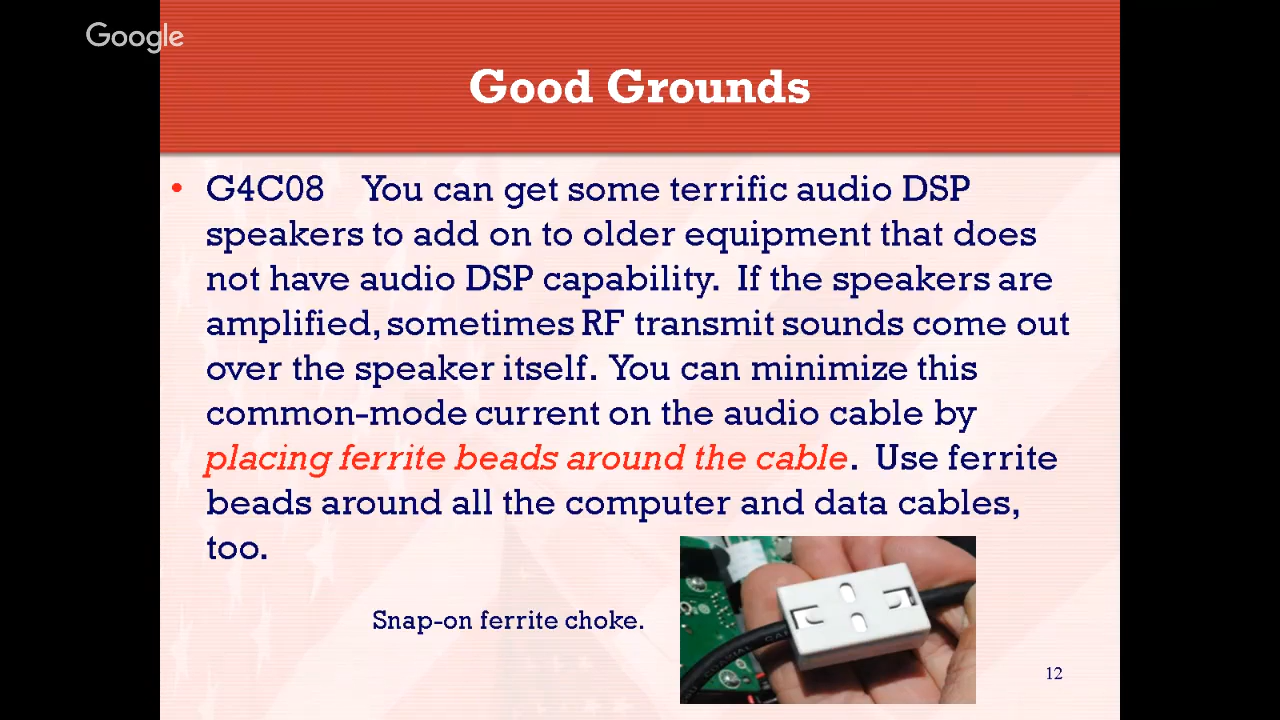 Google
Good Grounds
• G4C08 You can get some terrific audio DSP
speakers to add on to older equipment that does
not have audio DSP capability. If the speakers are
amplified, sometimes RF transmit sounds come out
over the speaker itself. You can minimize this
common-mode current on the audio cable by
placing ferrite beads around the cable. Use ferrite
beads around all the computer and data cables,
too.
Snap-on ferrite choke.
12